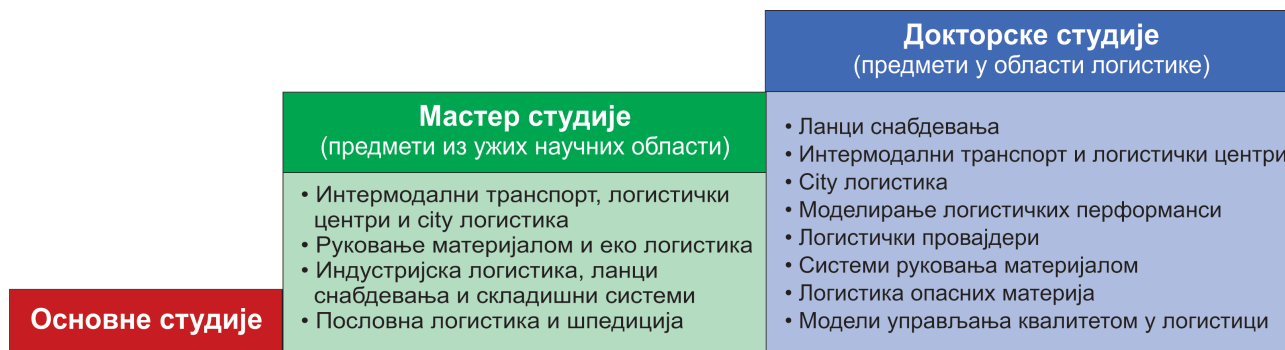 Основне студије
Мастер студије
(предмети из ужих научних области)
• Интермодални транспорт, логистички
центри и city логистика
• Руковање материјалом и еко логистика
• Индустријска логистика, ланци
снабдевања и складишни системи
• Пословна логистика и шпедиција
Докторске студије
(предмети у области логистике)
• Ланци снабдевања
• Интермодални транспорт и логистички центри
• City логистика
• Моделирање логистичких перформанси
• Логистички провајдери
• Системи руковања материјалом
• Логистика опасних материја
• Модели управљања квалитетом у логистици